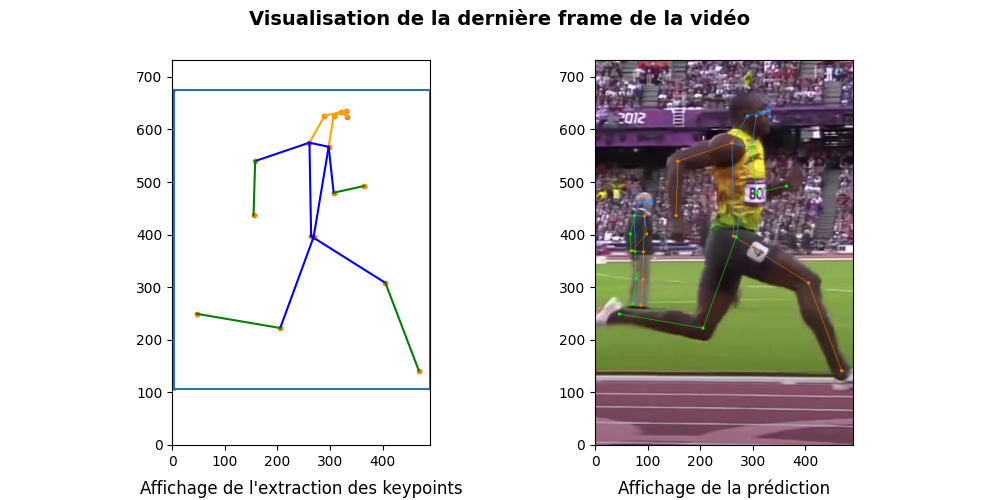 Visualisation de la dernière frame de la vidéo
700
600
500
400
300
200
100
0
0 100 200 300 400
Affichage de l'extraction des keypoints
700
600
500
400
300
200
100
0
2012
BO
0 100 200 300 400
Affichage de la prédiction